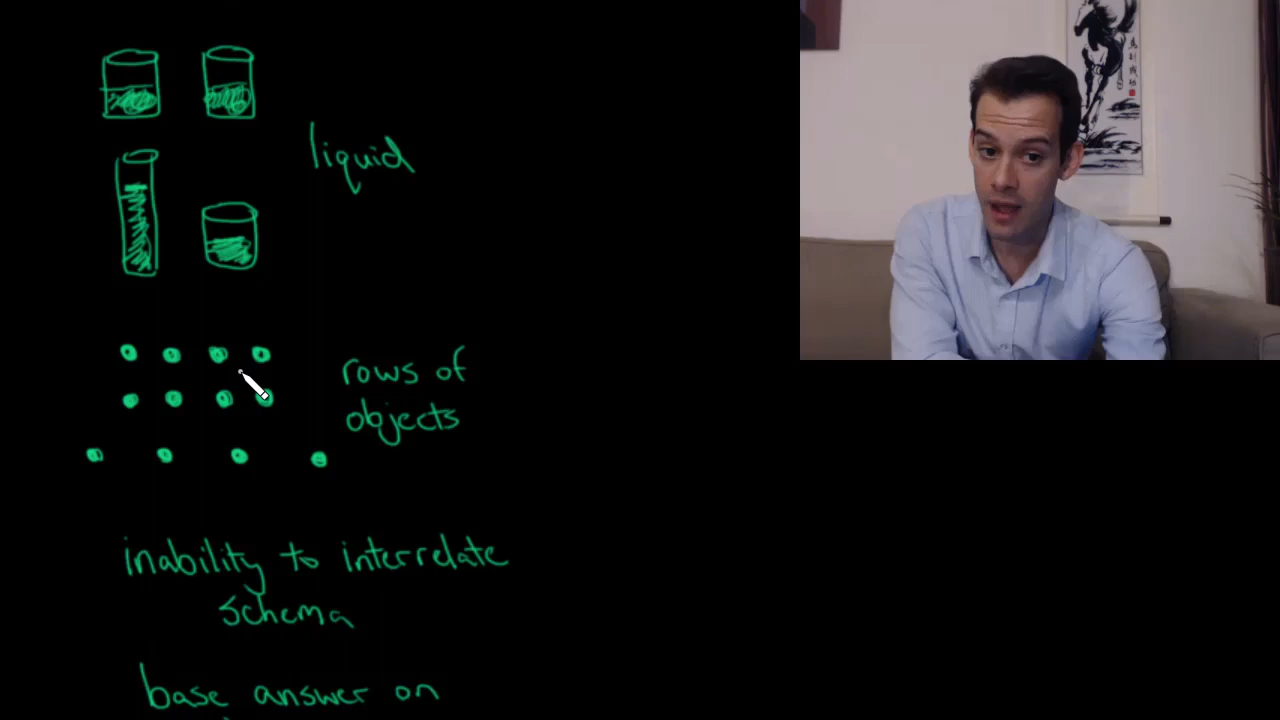 liquid
rows of
objects
inability to interrelate
schema
base answer on